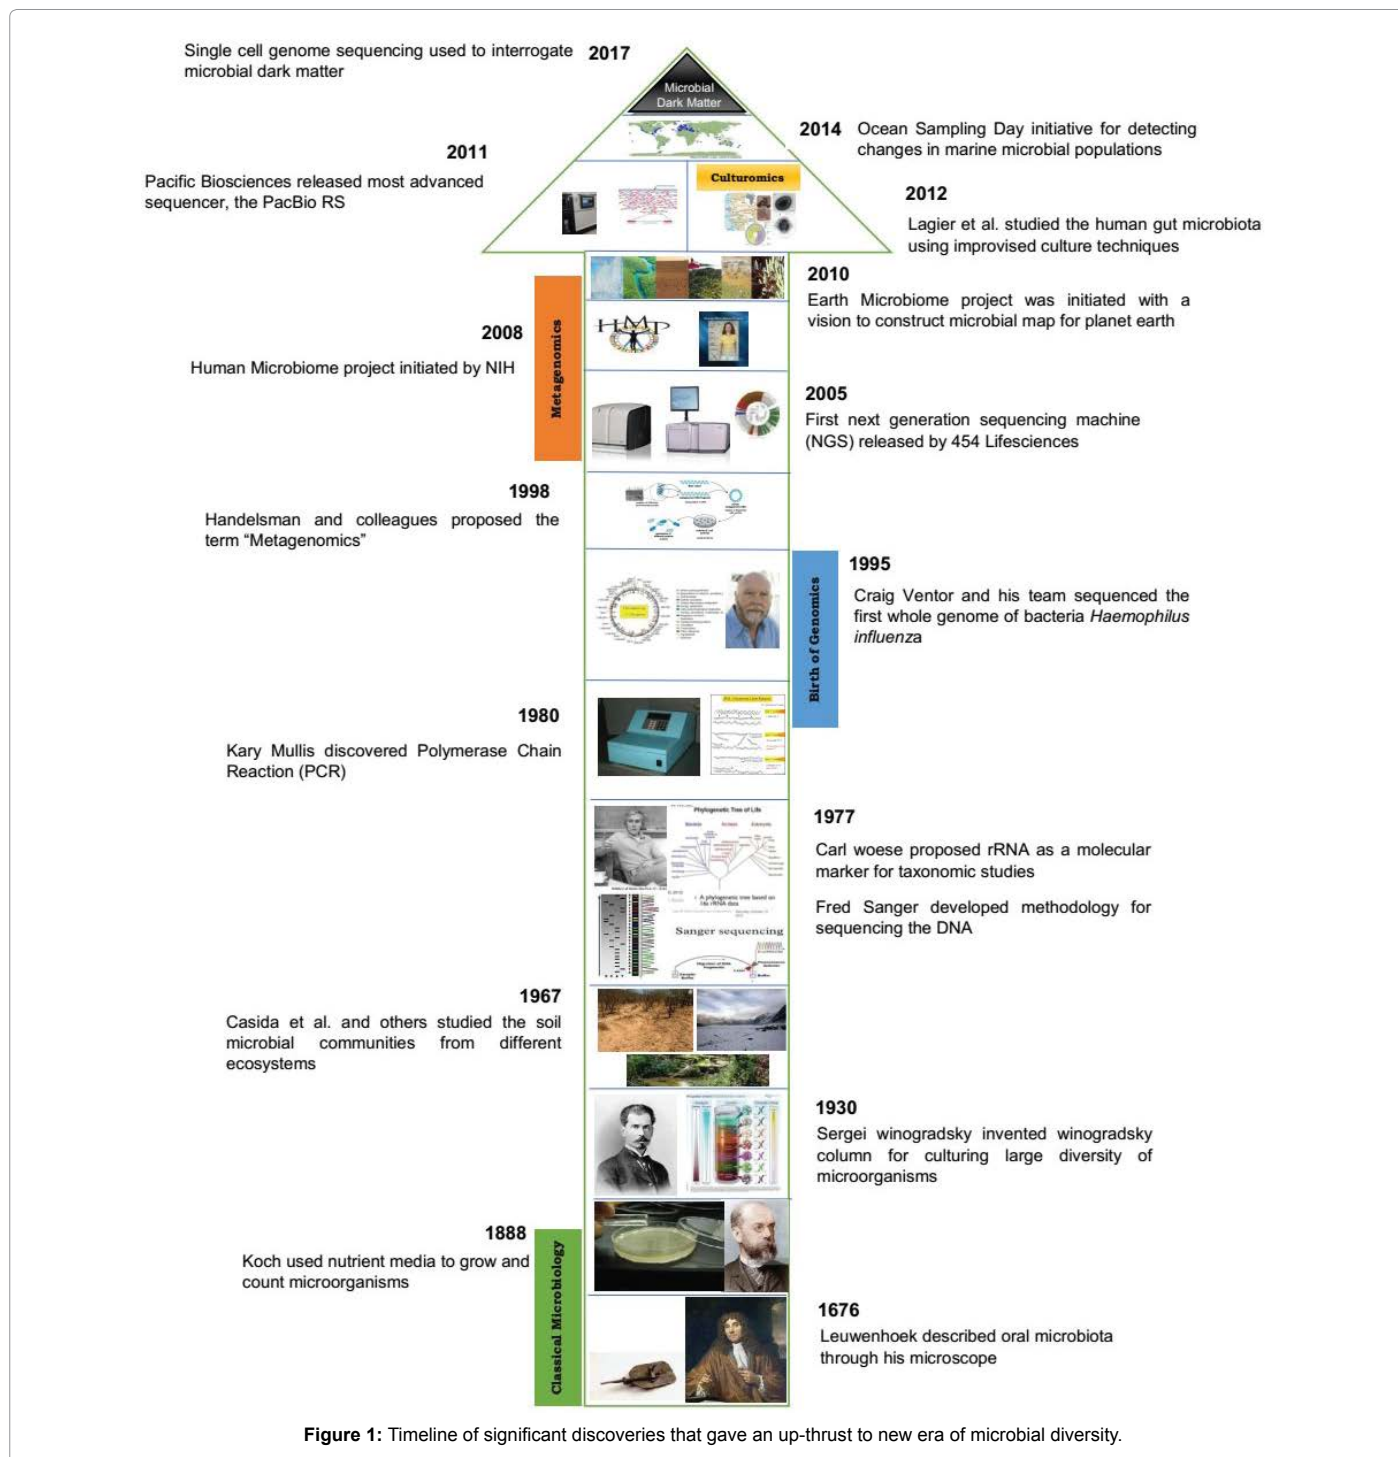 Single cell genome sequencing used to interrogate
microbial dark matter
2017
Microbial
Dark Matter
2014 Ocean Sampling Day initiative for detecting
changes in marine microbial populations
2011
Pacific Biosciences released most advanced
sequencer, the PacBio RS
Culturomics
2012
Lagier et al. studied the human gut microbiota
using improvised culture techniques
2010
Earth Microbiome project was initiated with a
vision to construct microbial map for planet earth
Metagenomics
2008
Human Microbiome project initiated by NIH
HMP
2005
First next generation sequencing machine
(NGS) released by 454 Lifesciences
1998
Handelsman and colleagues proposed the
term “Metagenomics”
Birth of Genomics
1995
Craig Ventor and his team sequenced the
first whole genome of bacteria Haemophilus
influenza
1980
Kary Mullis discovered Polymerase Chain
Reaction (PCR)
Phylogenetic Tree of Life
A phylogenetic tree based on
rRNA data
Sanger sequencing
1977
Carl woese proposed rRNA as a molecular
marker for taxonomic studies
Fred Sanger developed methodology for
sequencing the DNA
1967
Casida et al. and others studied the soil
microbial communities from different
ecosystems
1930
Sergei winogradsky invented winogradsky
column for culturing large diversity of
microorganisms
Classical Microbiology
1888
Koch used nutrient media to grow and
count microorganisms
1676
Leuwenhoek described oral microbiota
through his microscope
Figure 1: Timeline of significant discoveries that gave an up-thrust to new era of microbial diversity.